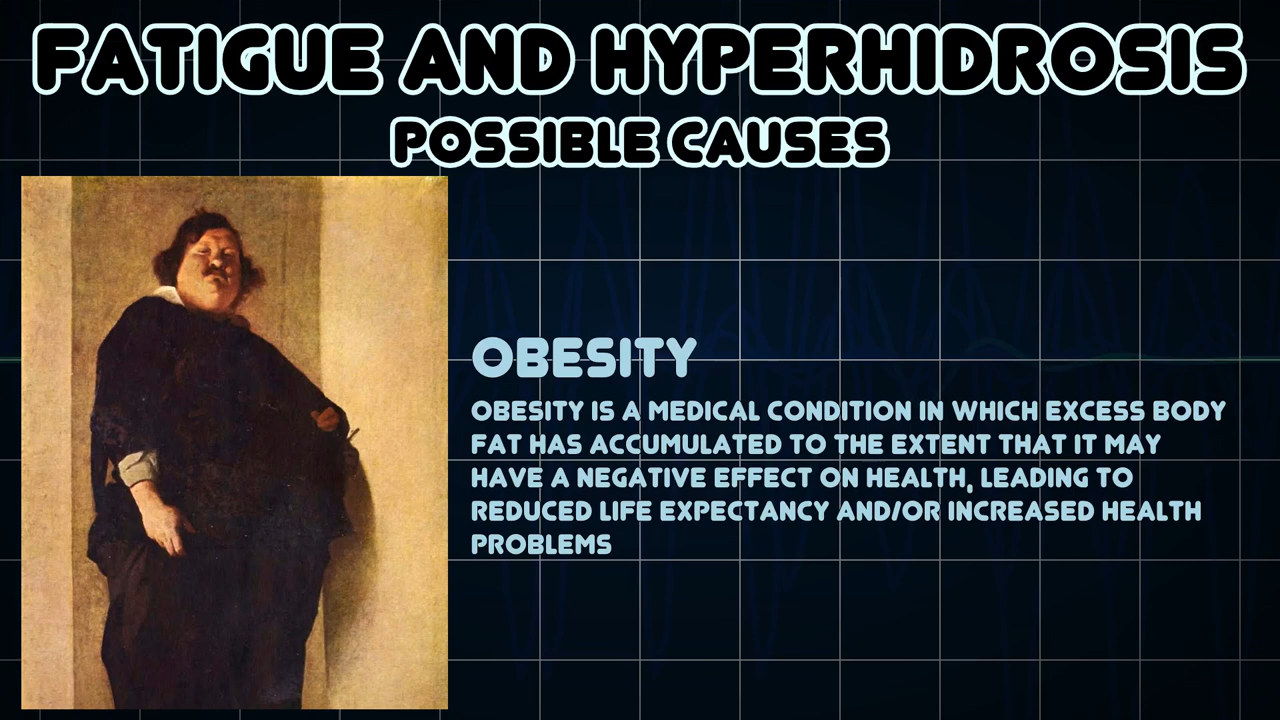 FATIGUE AND HYPERHIDROSIS
POSSIBLE CAUSES
OBESITY
OBESITY IS A MEDICAL CONDITION IN WHICH EXCESS BODY
FAT HAS ACCUMULATED TO THE EXTENT THAT IT MAY
HAVE A NEGATIVE EFFECT ON HEALTH, LEADING TO
REDUCED LIFE EXPECTANCY AND/OR INCREASED HEALTH
PROBLEMS